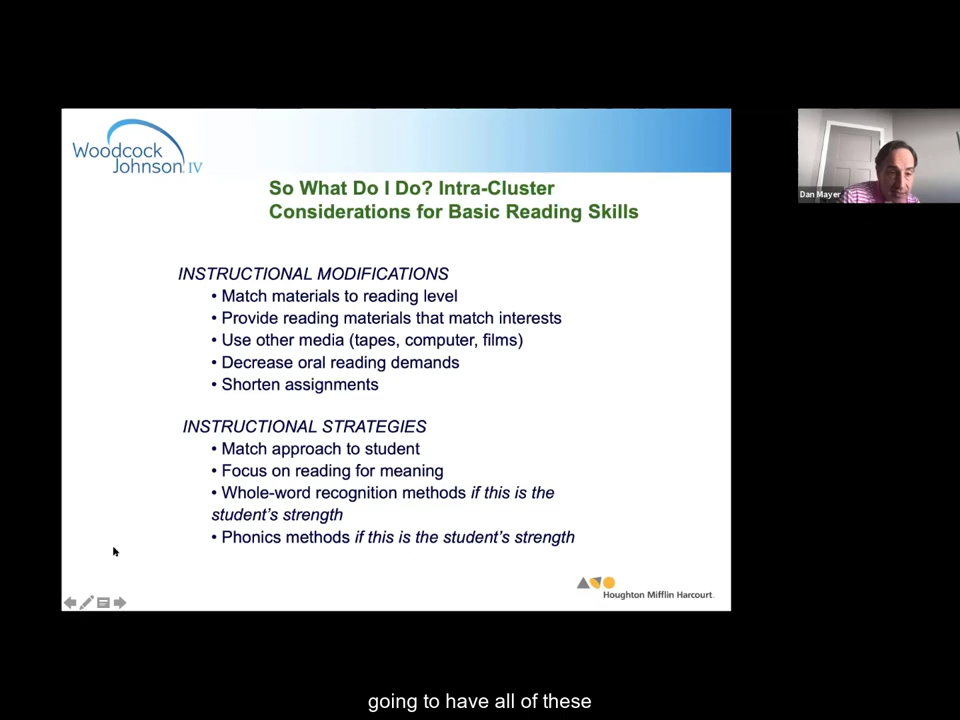 Woodcock
Johnson IV
So What Do I Do? Intra-Cluster
Considerations for Basic Reading Skills
Dan Mayer
INSTRUCTIONAL MODIFICATIONS
• Match materials to reading level
• Provide reading materials that match interests
• Use other media (tapes, computer, films)
• Decrease oral reading demands
• Shorten assignments
INSTRUCTIONAL STRATEGIES
• Match approach to student
• Focus on reading for meaning
• Whole-word recognition methods if this is the
student's strength
• Phonics methods if this is the student's strength
Houghton Mifflin Harcourt.
going to have all of these